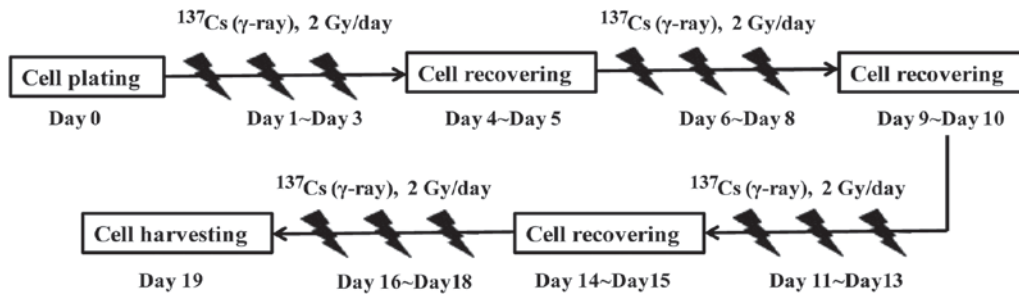 ¹³⁷Cs (γ-ray), 2 Gy/day
¹³⁷Cs (γ-ray), 2 Gy/day
Cell plating
Cell recovering
Cell recovering
Day 0
Day 1~Day 3
Day 4~Day 5
Day 6~Day 8
Day 9~Day 10
¹³⁷Cs (γ-ray), 2 Gy/day
¹³⁷Cs (γ-ray), 2 Gy/day
Cell harvesting
Cell recovering
Day 19
Day 16~Day18
Day 14~Day15
Day 11~Day13